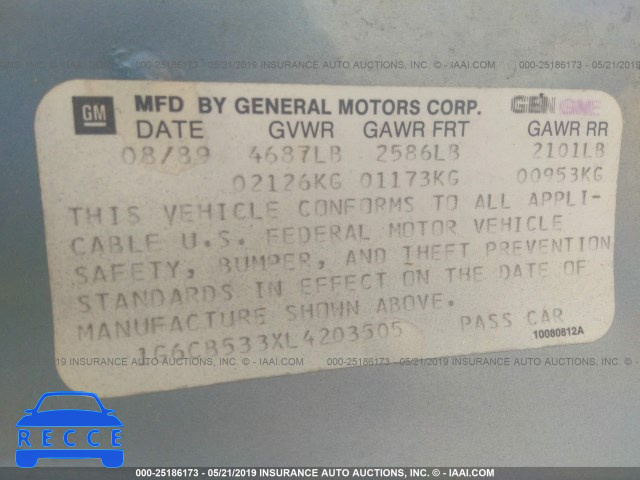 000-25186173 - 05/21/2019 INSURANCE AUTO AUCTIONS, INC. - © IAAI.COM
GM MFD BY GENERAL MOTORS CORP. GEN GME
DATE GVWR GAWR FRT GAWR RR
08/89 4687LB 2586LB 2101LB
02126KG 01173KG 00953KG
THIS VEHICLE CONFORMS TO ALL APPLI-
CABLE U.S. FEDERAL MOTOR VEHICLE
SAFETY, BUMPER, AND THEFT PREVENTION
STANDARDS IN EFFECT ON THE DATE OF
MANUFACTURE SHOWN ABOVE.
1G6CB533XL4203505 PASS CAR 10080812A
000-25186173 - 05/21/2019 INSURANCE AUTO AUCTIONS, INC. - © IAAI.COM
RECCE
000-25186173 - 05/21/2019 INSURANCE AUTO AUCTIONS, INC. - © IAAI.COM